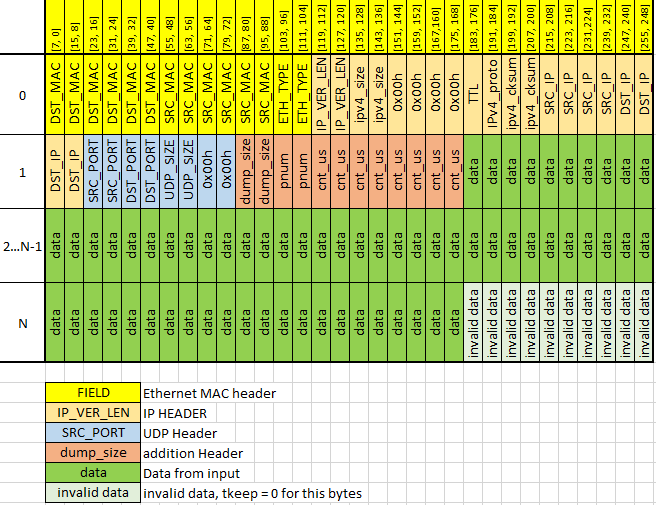 [7, 0] [15, 8] [23, 16] [31, 24] [39, 32] [47, 40] [55, 48] [63, 56] [71, 64] [79, 72] [87 80] [95, 88] [103, 96] [111, 104] [119, 112] [127, 120] [135, 128] [143, 136] [151, 144] [159, 152] [167,160] [175, 168] [183, 176] [191, 184] [199, 192] [207, 200] [215, 208] [223, 216] [231,224] [239, 232] [247, 240] [255, 248]
0 DST_MAC DST_MAC DST_MAC DST_MAC DST_MAC DST_MAC SRC_MAC SRC_MAC SRC_MAC SRC_MAC SRC_MAC SRC_MAC ETH_TYPE ETH_TYPE IP_VER_LEN IP_VER_LEN ipv4_size ipv4_size 0x00h 0x00h 0x00h 0x00h TTL IPv4_proto ipv4_cksum ipv4_cksum SRC_IP SRC_IP SRC_IP SRC_IP DST_IP DST_IP
1 DST_IP DST_IP SRC_PORT SRC_PORT DST_PORT DST_PORT UDP_SIZE UDP_SIZE 0x00h 0x00h dump_size dump_size pnum pnum cnt_us cnt_us cnt_us cnt_us cnt_us cnt_us cnt_us cnt_us data data data data data data data data data data
2...N-1 data data data data data data data data data data data data data data data data data data data data data data data data data data data data data data data data
N data data data data data data data data data data data data data data data data data data data data data data invalid data invalid data invalid data invalid data invalid data invalid data invalid data invalid data invalid data invalid data
FIELD Ethernet MAC header
IP_VER_LEN IP HEADER
SRC_PORT UDP Header
dump_size addition Header
data Data from input
invalid data invalid data, tkeep = 0 for this bytes